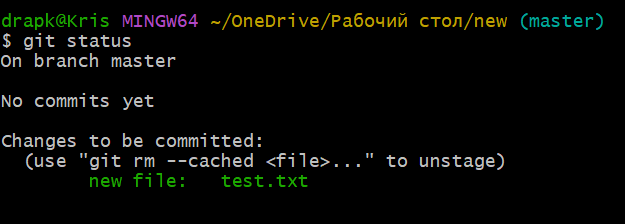 drapk@Kris MINGW64 ~/OneDrive/Рабочий стол/new (master)
$ git status
On branch master
No commits yet
Changes to be committed:
(use "git rm --cached <file>..." to unstage)
new file:   test.txt